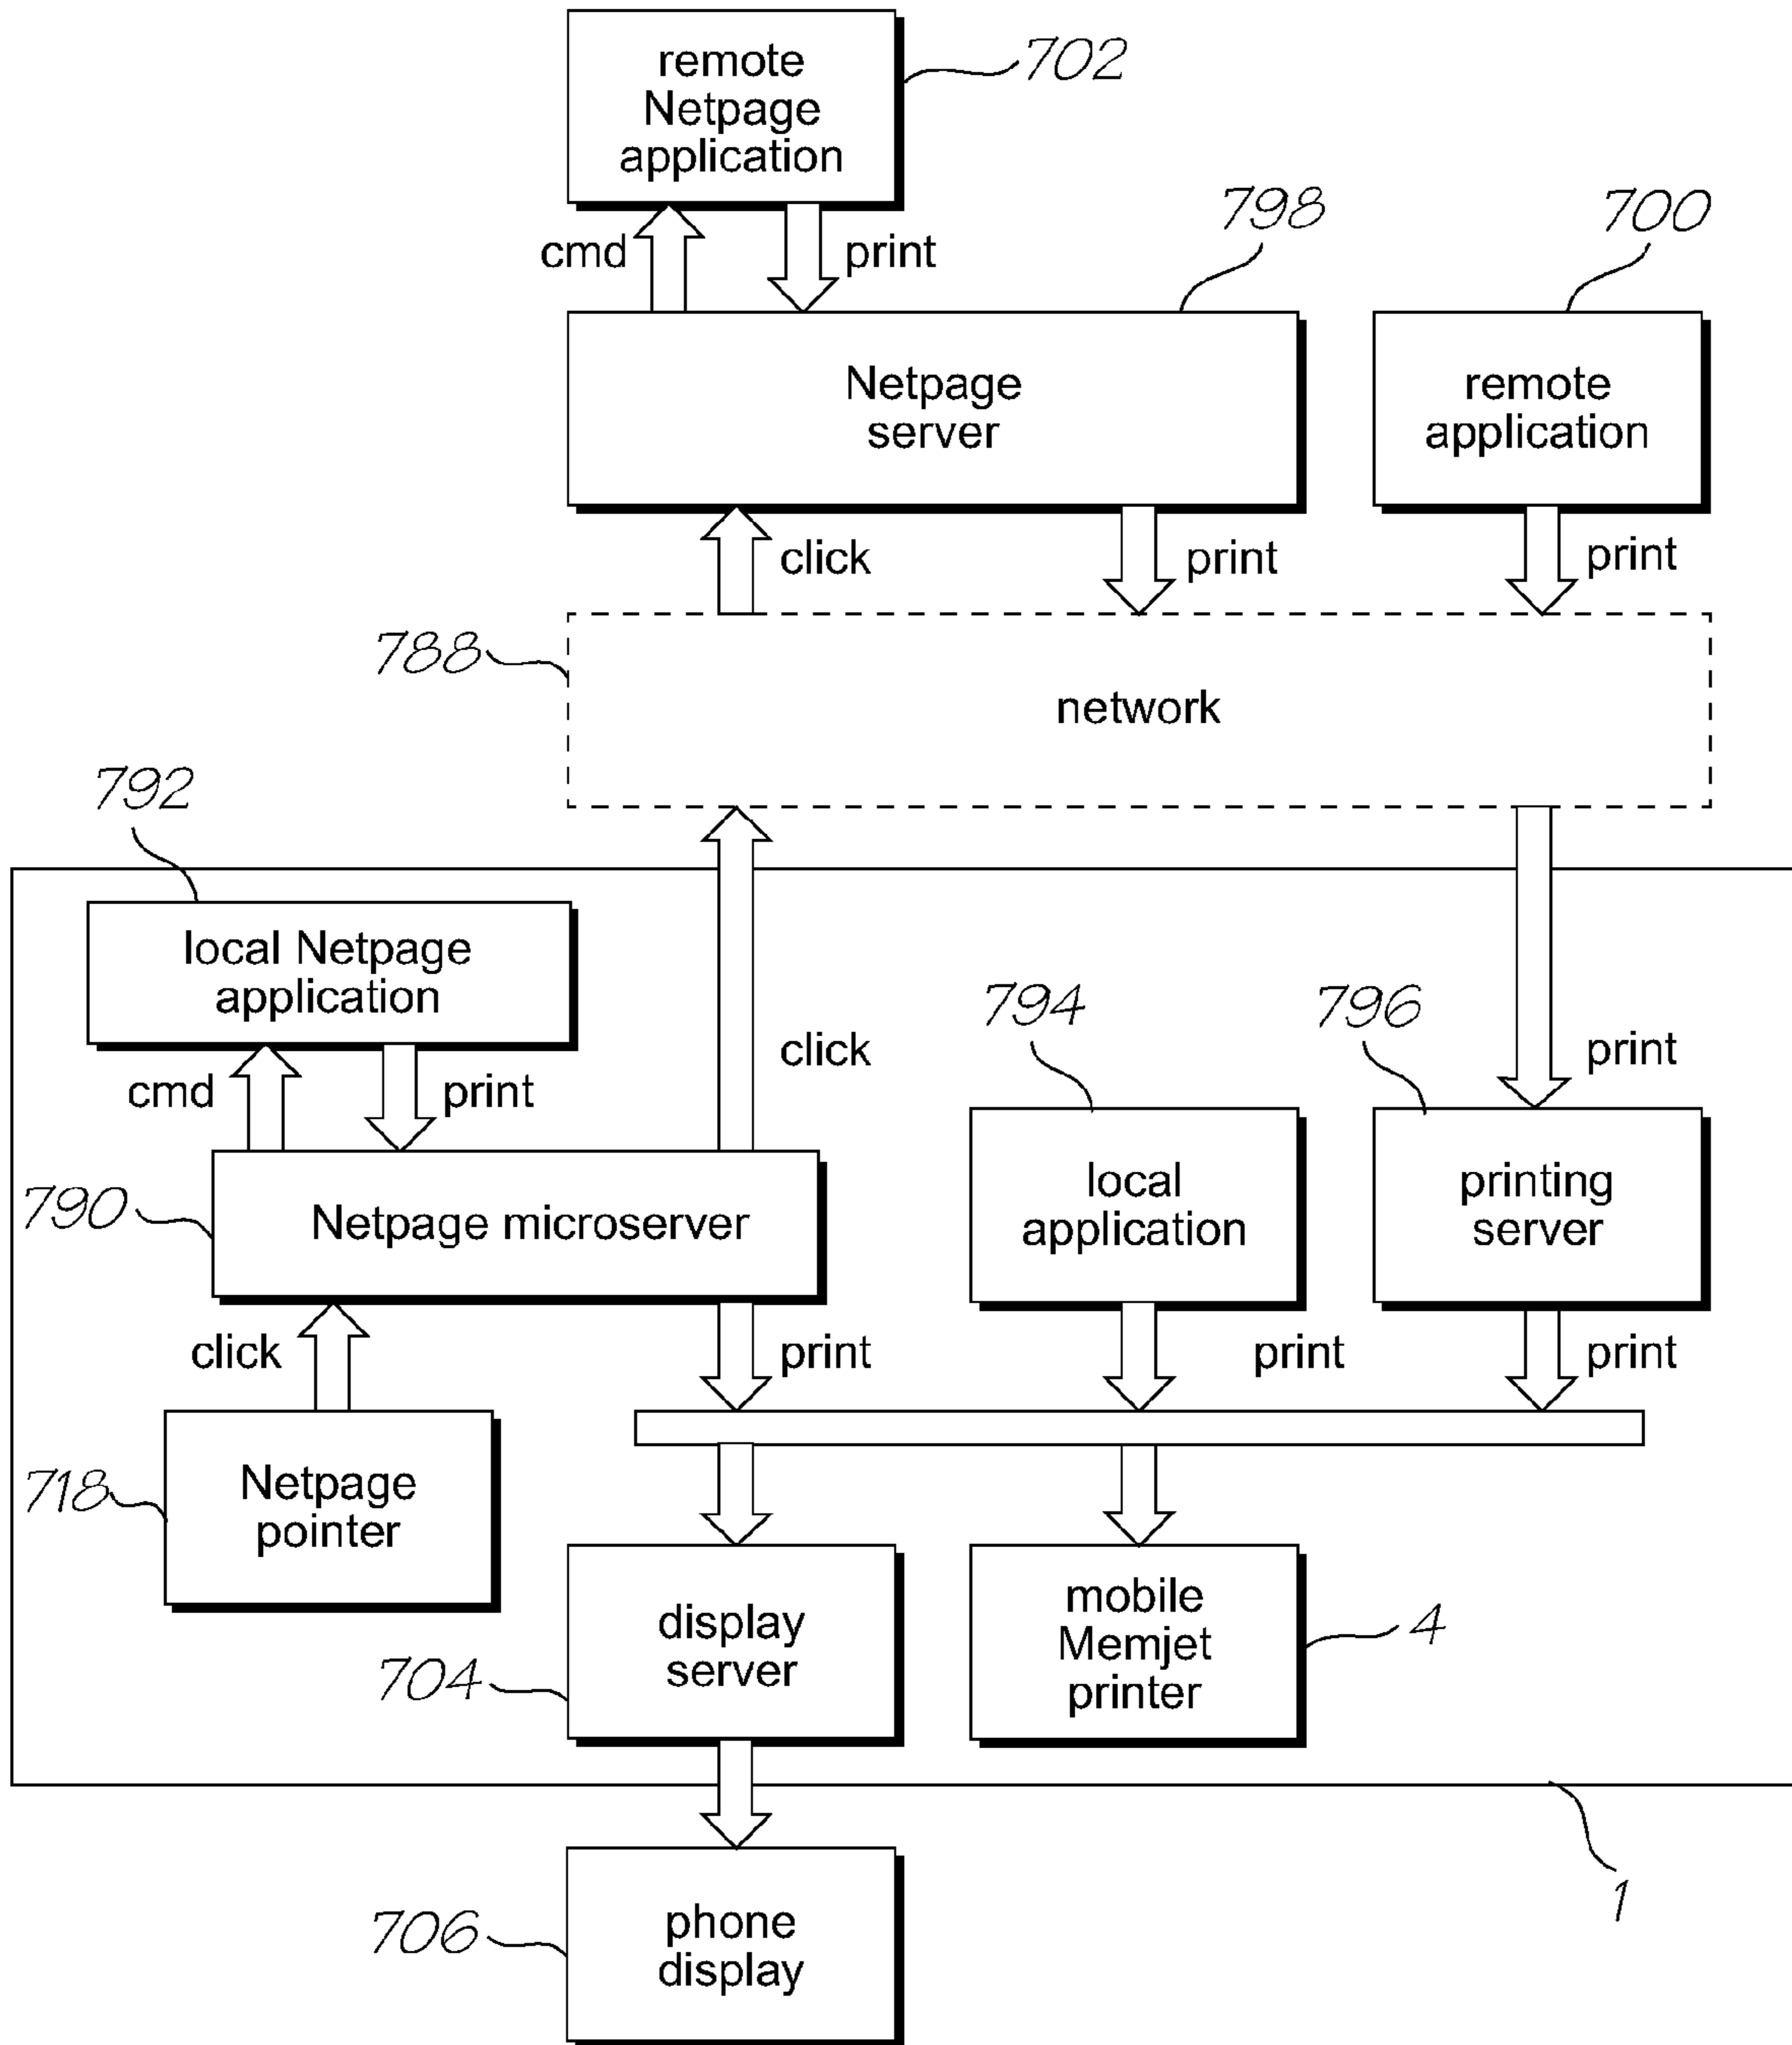 remote
Netpage
application
702
798
700
cmd
print
Netpage
server
remote
application
click
print
print
788
network
792
local Netpage
application
794
796
click
print
cmd
print
790
Netpage microserver
local
application
printing
server
click
print
print
print
718
Netpage
pointer
704
display
server
mobile
Memjet
printer
4
1
706
phone
display